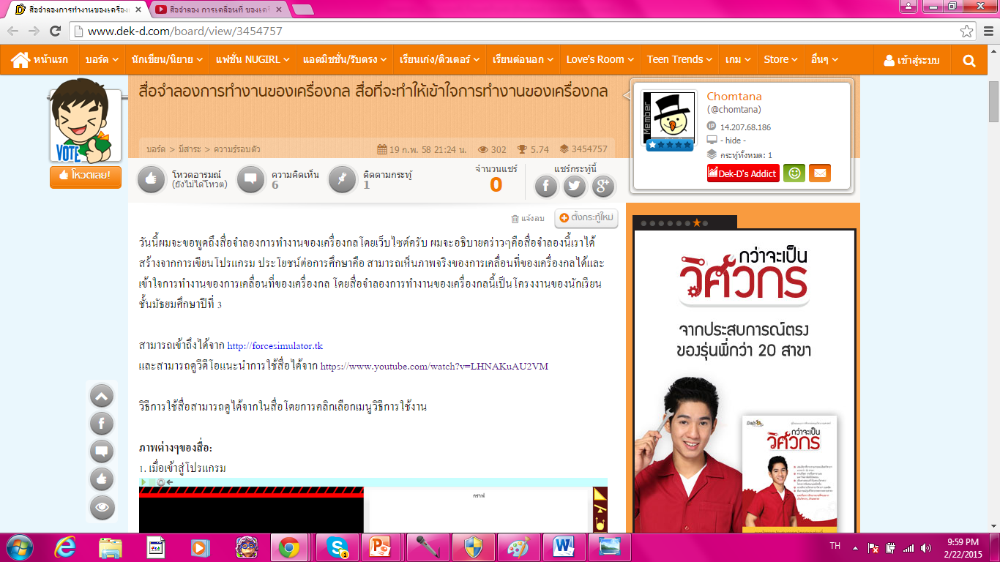 สื่อจำลองการทำงานของเครื่องก
สื่อจำลอง การเคลื่อนที่ ของเครื
www.dek-d.com/board/view/3454757
หน้าแรก บอร์ด นักเขียน/นิยาย แฟชั่น NUGIRL แอดมิชชั่น/รับตรง เรียนเก่ง/ติวเตอร์ เรียนต่อนอก Love's Room Teen Trends เกม Store อื่นๆ เข้าสู่ระบบ
VOTE
โหวตเลย!
สื่อจำลองการทำงานของเครื่องกล สื่อที่จะทำให้เข้าใจการทำงานของเครื่องกล
บอร์ด > มีสาระ > ความรู้รอบตัว 19 ก.พ. 58 21:24 น. 302 5.74 3454757
Member
Chomtana
(@chomtana)
IP 14.207.68.186
- hide -
กระทู้ทั้งหมด: 1
Dek-D's Addict
โหวตอารมณ์
(ยังไม่ได้โหวต)
ความคิดเห็น
6
ติดตามกระทู้
1
จำนวนแชร์
0
แชร์กระทู้นี้
แจ้งลบ ตั้งกระทู้ใหม่
วันนี้ผมจะขอพูดถึงสื่อจำลองการทำงานของเครื่องกลโดยเว็บไซต์ครับ ผมจะอธิบายคร่าวๆคือสื่อจำลองนี้เราได้
สร้างจากการเขียนโปรแกรม ประโยชน์ต่อการศึกษาคือ สามารถเห็นภาพจริงของการเคลื่อนที่ของเครื่องกลได้และ
เข้าใจการทำงานของการเคลื่อนที่ของเครื่องกล โดยสื่อจำลองการทำงานของเครื่องกลนี้เป็นโครงงานของนักเรียน
ชั้นมัธยมศึกษาปีที่ 3
สามารถเข้าถึงได้จาก http://forcesimulator.tk
และสามารถดูวีดีโอแนะนำการใช้สื่อได้จาก https://www.youtube.com/watch?v=LHNAKuAU2VM
วิธีการใช้สื่อสามารถดูได้จากในสื่อโดยการคลิกเลือกเมนูวิธีการใช้งาน
ภาพต่างๆของสื่อ:
1. เมื่อเข้าสู่โปรแกรม
กราฟ
กว่าจะเป็น
วิศวกร
จากประสบการณ์ตรง
ของรุ่นพี่กว่า 20 สาขา
กว่าจะเป็น
วิศวกร
TH
9:59 PM
2/22/2015